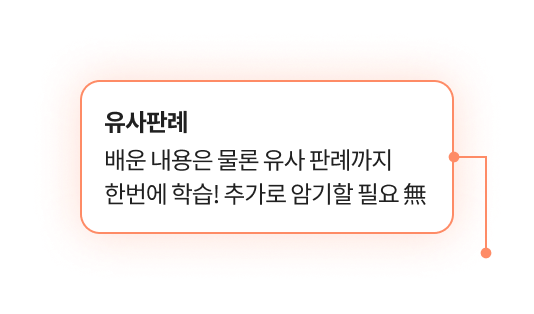 유사판례
배운 내용은 물론 유사 판례까지
한번에 학습! 추가로 암기할 필요 無